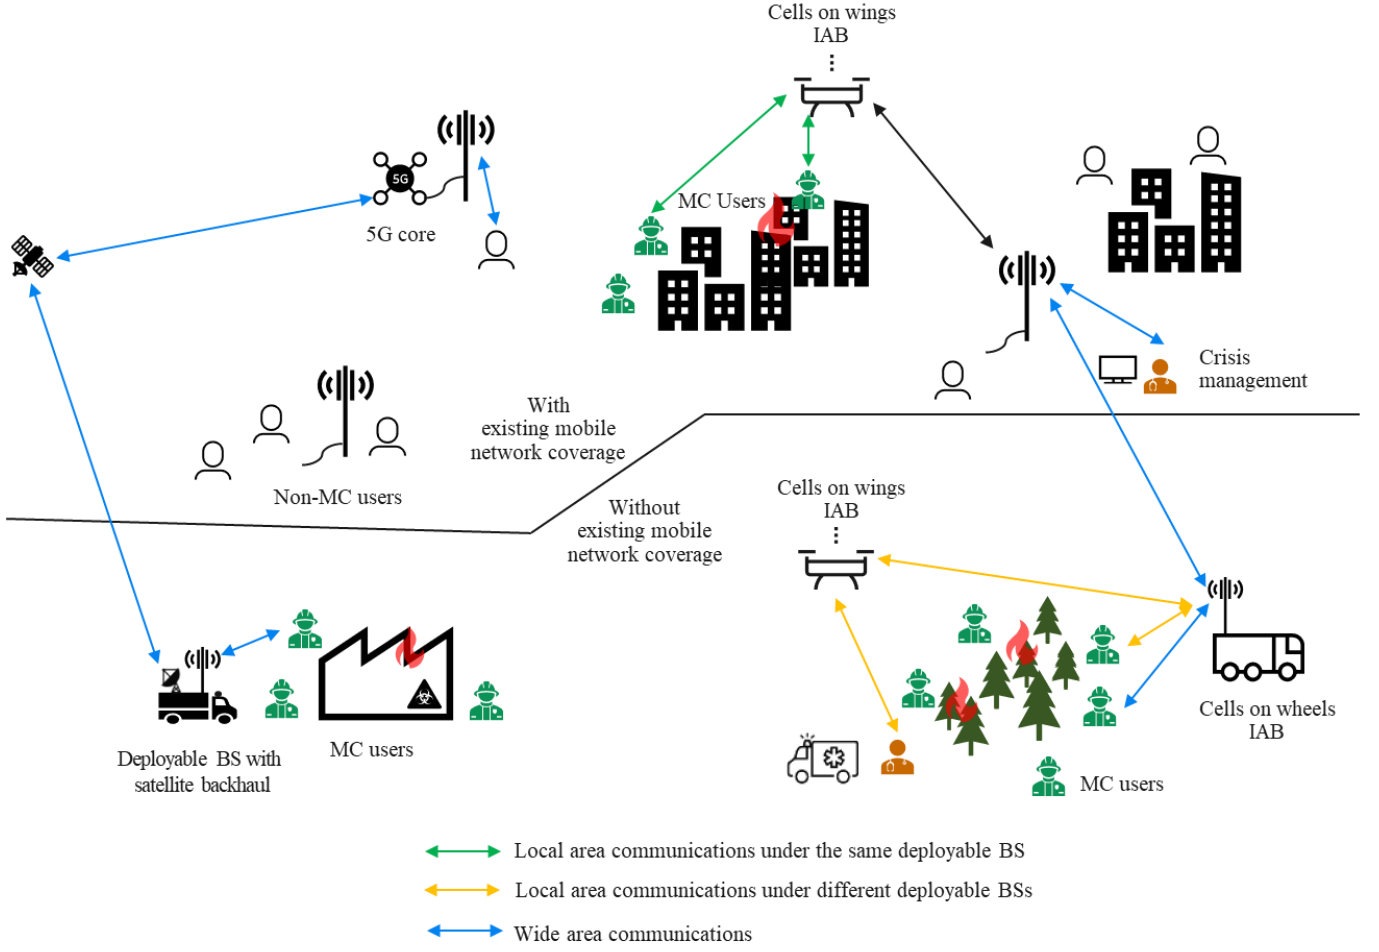 Cells on wings
IAB
5G
5G core
MC Users
Crisis
management
With
existing mobile
network coverage
Non-MC users
Without
existing mobile
network coverage
Cells on wings
IAB
Cells on wheels
IAB
MC users
Deployable BS with
satellite backhaul
MC users
Local area communications under the same deployable BS
Local area communications under different deployable BSs
Wide area communications